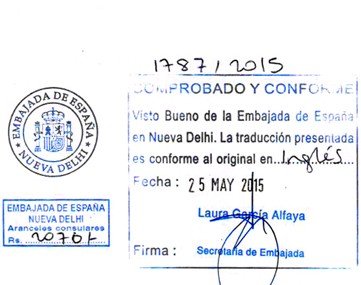 1787/2015
COMPROBADO Y CONFORME
Visto Bueno de la Embajada de España
en Nueva Delhi. La traducción presentada
es conforme al original en...Inglés
Fecha : 25 MAY 2015
Laura García Alfaya
Firma : Secretaria de Embajada
EMBAJADA DE ESPAÑA
NUEVA DELHI
EMBAJADA DE ESPAÑA
NUEVA DELHI
Aranceles consulares
Rs. 2076/-